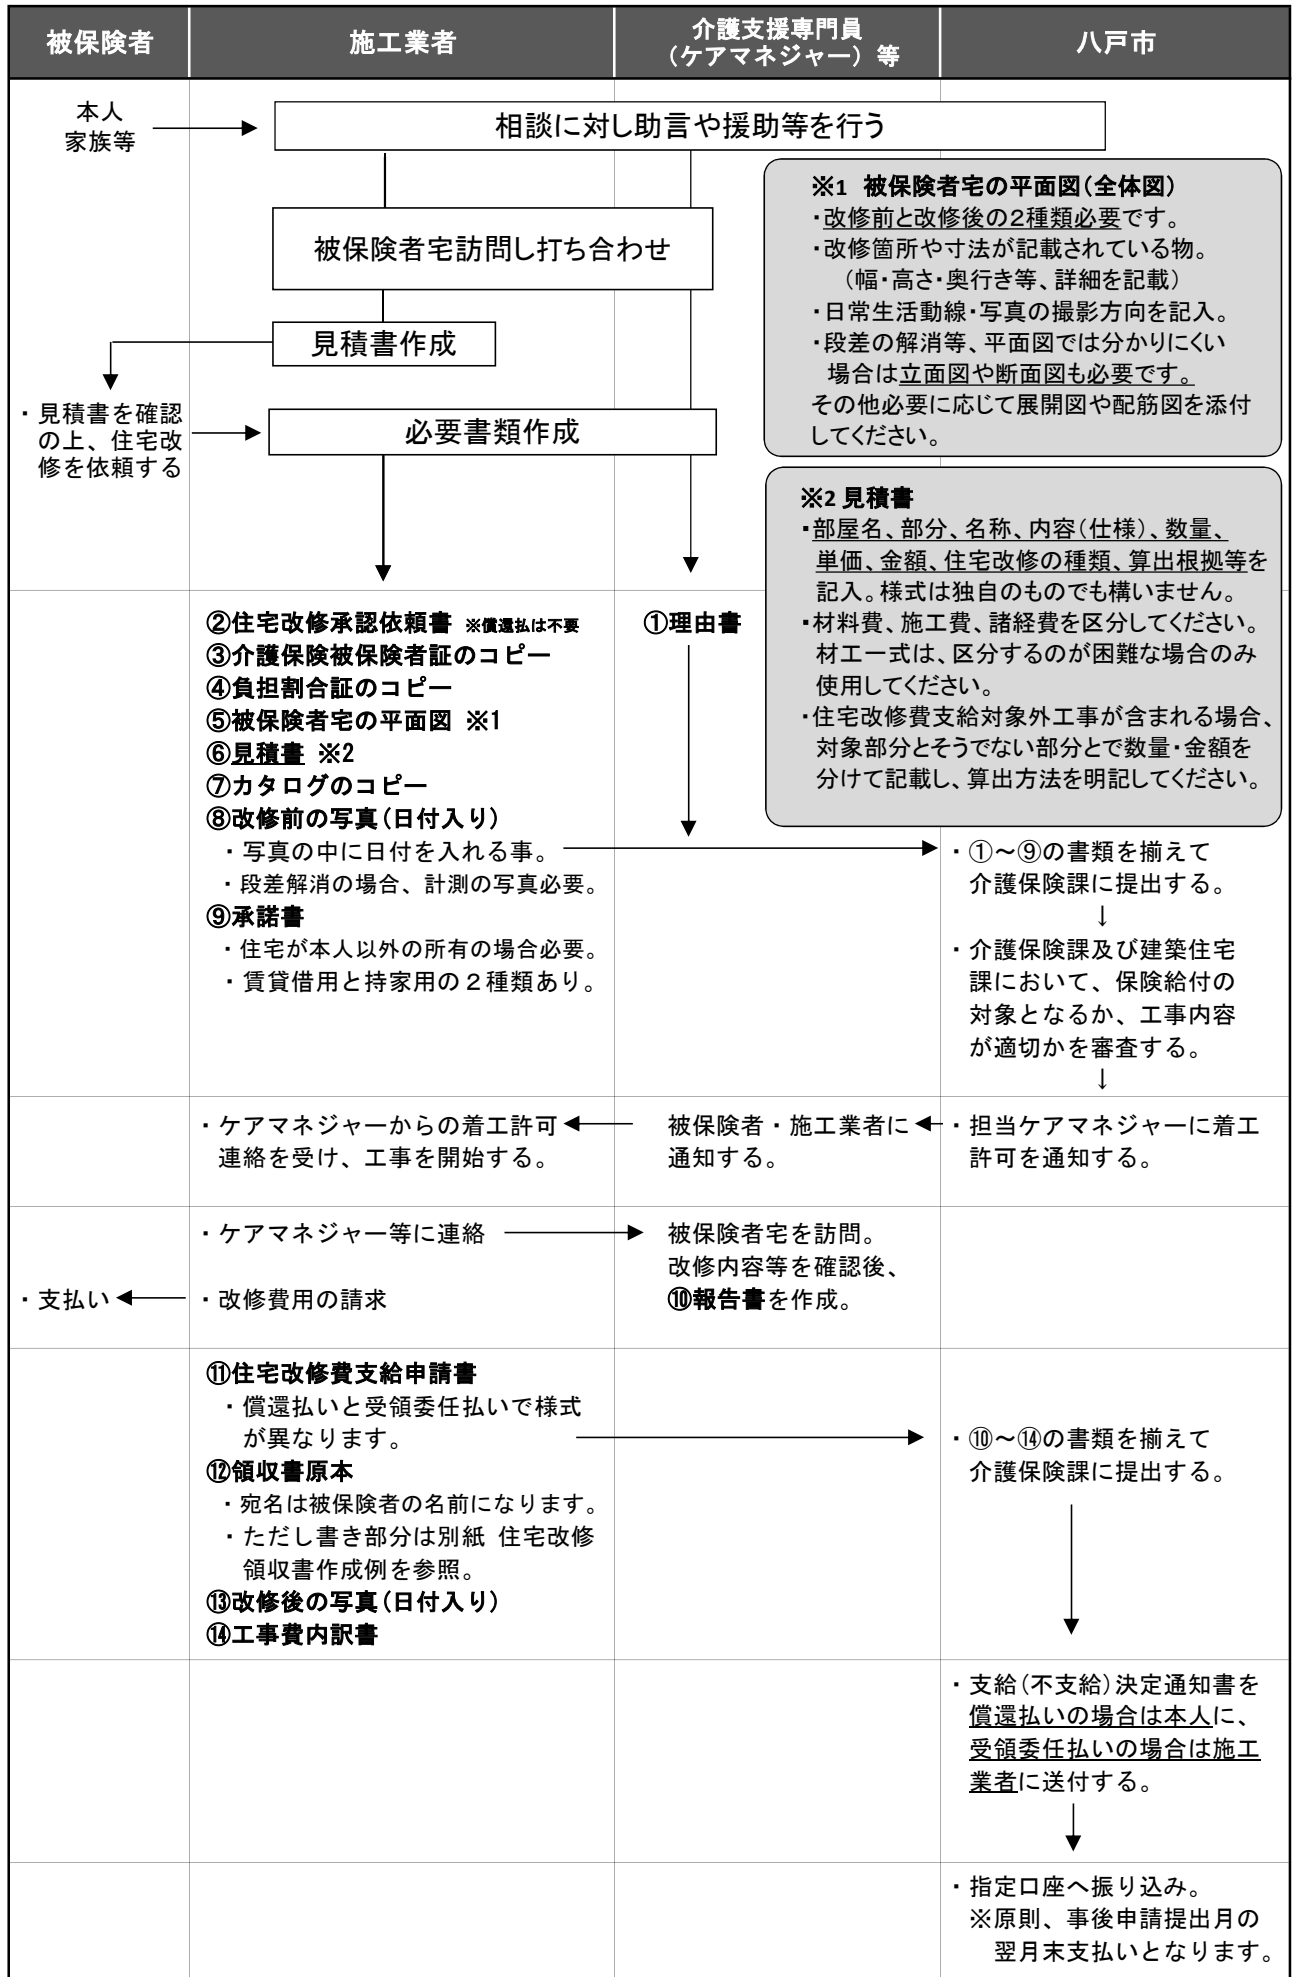 被保険者
施工業者
介護支援専門員
（ケアマネジャー）等
八戸市
本人
家族等
相談に対し助言や援助等を行う
被保険者宅訪問し打ち合わせ
見積書作成
・見積書を確認
の上、住宅改
修を依頼する
必要書類作成
※1 被保険者宅の平面図（全体図）
・改修前と改修後の２種類必要です。
・改修箇所や寸法が記載されている物。
（幅・高さ・奥行き等、詳細を記載）
・日常生活動線・写真の撮影方向を記入。
・段差の解消等、平面図では分かりにくい
場合は立面図や断面図も必要です。
その他必要に応じて展開図や配筋図を添付
してください。
※2 見積書
・部屋名、部分、名称、内容（仕様）、数量、
単価、金額、住宅改修の種類、算出根拠等を
記入。様式は独自のものでも構いません。
・材料費、施工費、諸経費を区分してください。
材工一式は、区分するのが困難な場合のみ
使用してください。
・住宅改修費支給対象外工事が含まれる場合、
対象部分とそうでない部分とで数量・金額を
分けて記載し、算出方法を明記してください。
②住宅改修承認依頼書 ※償還払は不要
③介護保険被保険者証のコピー
④負担割合証のコピー
⑤被保険者宅の平面図 ※1
⑥見積書 ※2
⑦カタログのコピー
⑧改修前の写真（日付入り）
・写真の中に日付を入れる事。
・段差解消の場合、計測の写真必要。
⑨承諾書
・住宅が本人以外の所有の場合必要。
・賃貸借用と持家用の２種類あり。
①理由書
・①～⑨の書類を揃えて
介護保険課に提出する。
↓
・介護保険課及び建築住宅
課において、保険給付の
対象となるか、工事内容
が適切かを審査する。
↓
・ケアマネジャーからの着工許可
連絡を受け、工事を開始する。
被保険者・施工業者に
通知する。
・担当ケアマネジャーに着工
許可を通知する。
・ケアマネジャー等に連絡
被保険者宅を訪問。
改修内容等を確認後、
⑩報告書を作成。
・支払い
・改修費用の請求
⑪住宅改修費支給申請書
・償還払いと受領委任払いで様式
が異なります。
⑫領収書原本
・宛名は被保険者の名前になります。
・ただし書き部分は別紙 住宅改修
領収書作成例を参照。
⑬改修後の写真（日付入り）
⑭工事費内訳書
・⑩～⑭の書類を揃えて
介護保険課に提出する。
・支給（不支給）決定通知書を
償還払いの場合は本人に、
受領委任払いの場合は施工
業者に送付する。
・指定口座へ振り込み。
※原則、事後申請提出月の
翌月末支払いとなります。